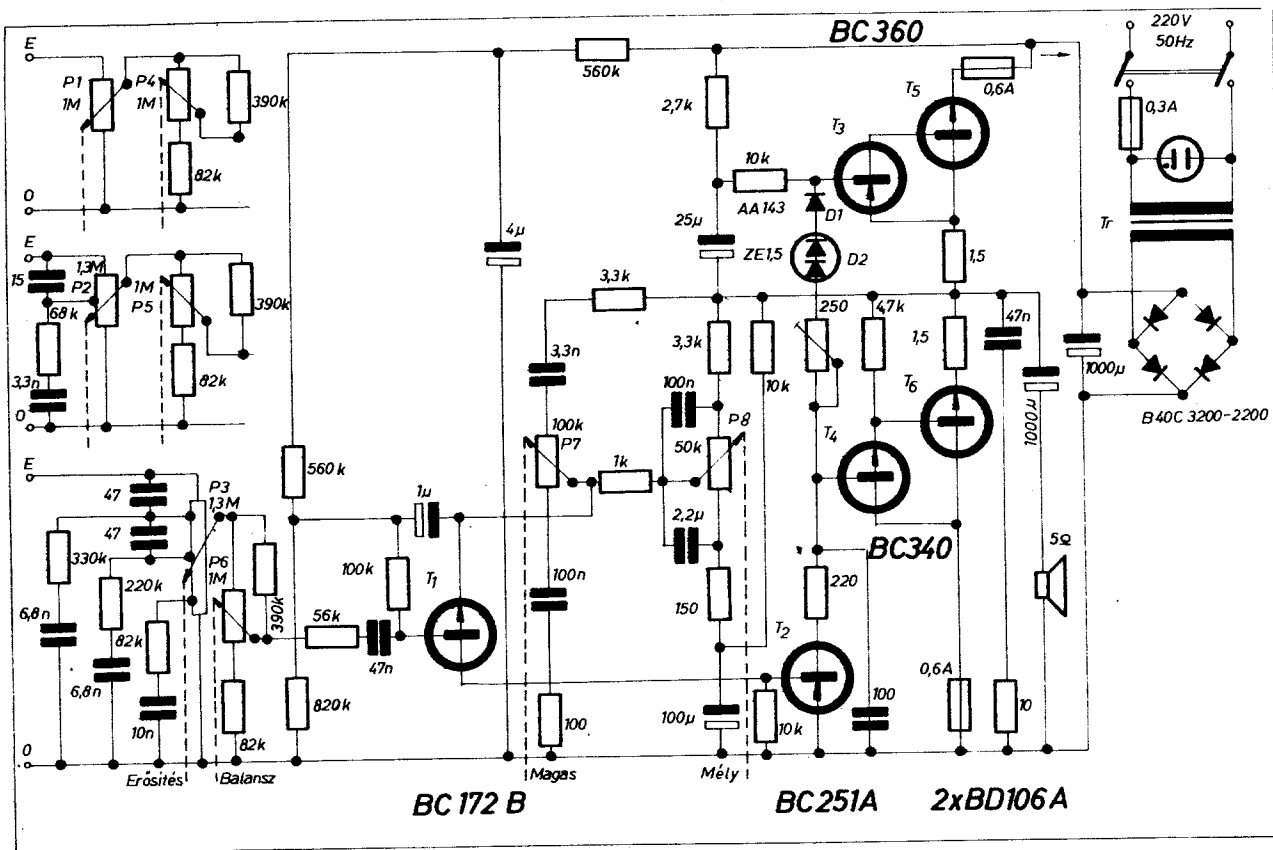 BC360
220V
50Hz
0,3A
Tr
B40C 3200-2200
E
P1
1M
P4
1M
390k
82k
0
E
15
1,3M
P2
68k
3,3n
1M
P5
390k
82k
0
E
47
47
P3
1,3M
330k
220k
6,8n
82k
6,8n
10n
P6
1M
390k
82k
0
Erősítés
Balansz
560k
560k
820k
4µ
1µ
100k
56k
47n
T1
BC 172 B
3,3k
3,3n
100k
P7
100n
100
Magas
1k
2,7k
10k
25µ
AA143
D1
ZE1,5
D2
3,3k
100n
50k
P8
2,2µ
150
100µ
Mély
10k
10k
250
4,7k
T2
220
100
BC251A
T3
T4
BC340
T5
0,6A
1,5
1,5
T6
0,6A
47n
10
2xBD106A
1000µ
5Ω
1000µ